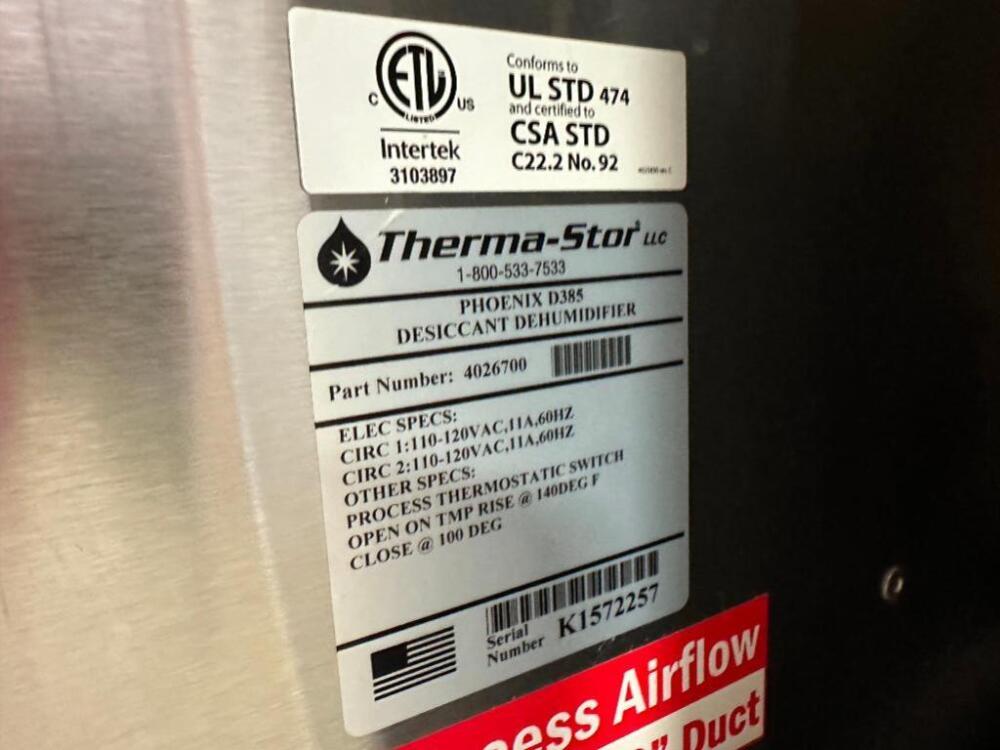 ETL
C
US
LISTED
Intertek
3103897
Conforms to
UL STD 474
and certified to
CSA STD
C22.2 No. 92
Therma-Stor LLC
1-800-533-7533
PHOENIX D385
DESICCANT DEHUMIDIFIER
Part Number: 4026700
ELEC SPECS:
CIRC 1:110-120VAC,11A,60HZ
CIRC 2:110-120VAC,11A,60HZ
OTHER SPECS:
PROCESS THERMOSTATIC SWITCH
OPEN ON TMP RISE @ 140DEG F
CLOSE @ 100 DEG
Serial
Number K1572257
Airflow
Duct